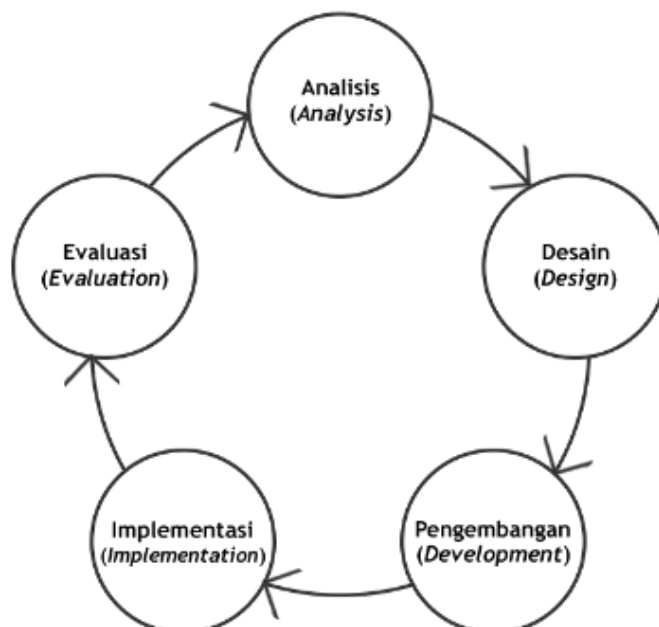 Analisis
(Analysis)
Desain
(Design)
Pengembangan
(Development)
Implementasi
(Implementation)
Evaluasi
(Evaluation)